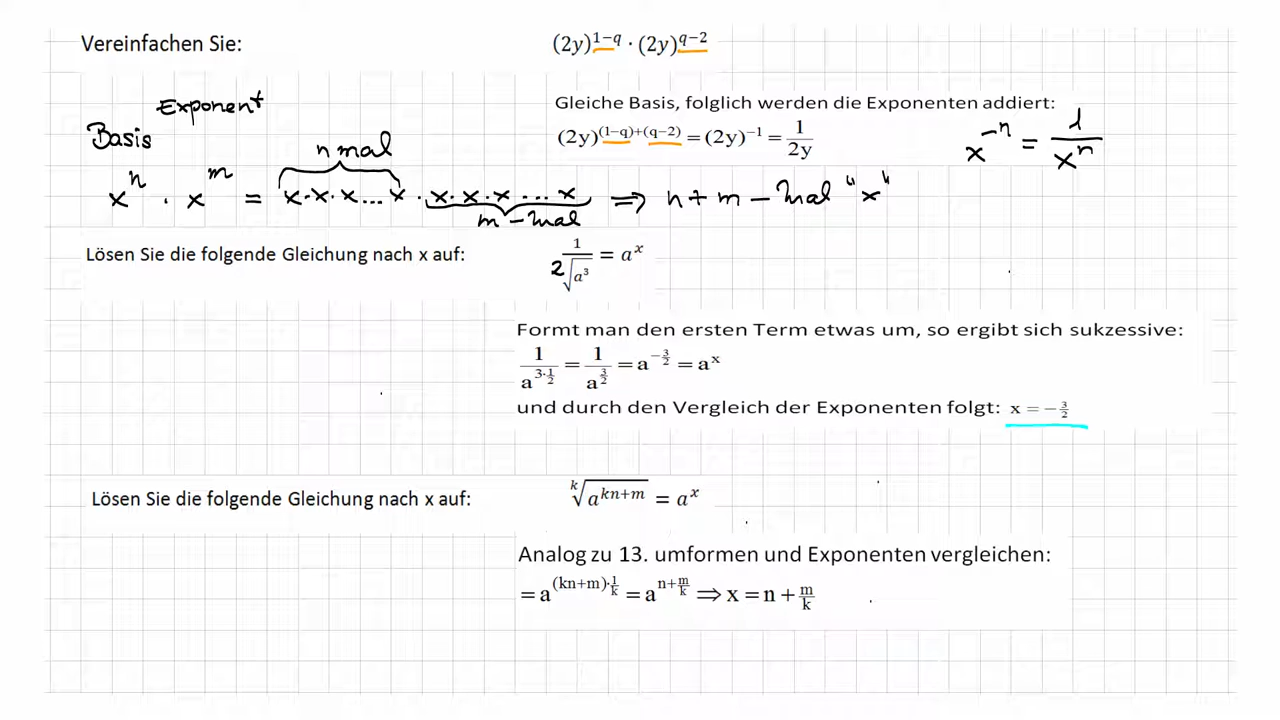 Vereinfachen Sie: (2y)^{1−q} · (2y)^{q−2}
Gleiche Basis, folglich werden die Exponenten addiert:
(2y)^{(1−q)+(q−2)} = (2y)^{−1} = 1/2y
x^{−n} = 1/x^n
Exponent
Basis
n mal
x^n · x^m = x·x·x...x · x·x·x...x ⇒ n+m − mal "x"
m − mal
Lösen Sie die folgende Gleichung nach x auf: 1/²√a³ = a^x
Formt man den ersten Term etwas um, so ergibt sich sukzessive:
1/a^{3·1/2} = 1/a^{3/2} = a^{−3/2} = a^x
und durch den Vergleich der Exponenten folgt: x = −3/2
Lösen Sie die folgende Gleichung nach x auf: ᵏ√a^{kn+m} = a^x
Analog zu 13. umformen und Exponenten vergleichen:
= a^{(kn+m)·1/k} = a^{n+m/k} ⇒ x = n + m/k